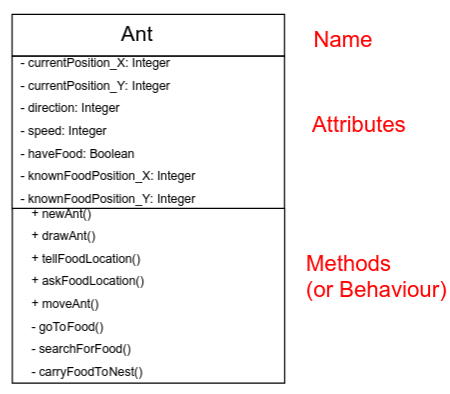 Ant
Name
- currentPosition_X: Integer
- currentPosition_Y: Integer
- direction: Integer
- speed: Integer
- haveFood: Boolean
- knownFoodPosition_X: Integer
- knownFoodPosition_Y: Integer
Attributes
+ newAnt()
+ drawAnt()
+ tellFoodLocation()
+ askFoodLocation()
+ moveAnt()
- goToFood()
- searchForFood()
- carryFoodToNest()
Methods
(or Behaviour)